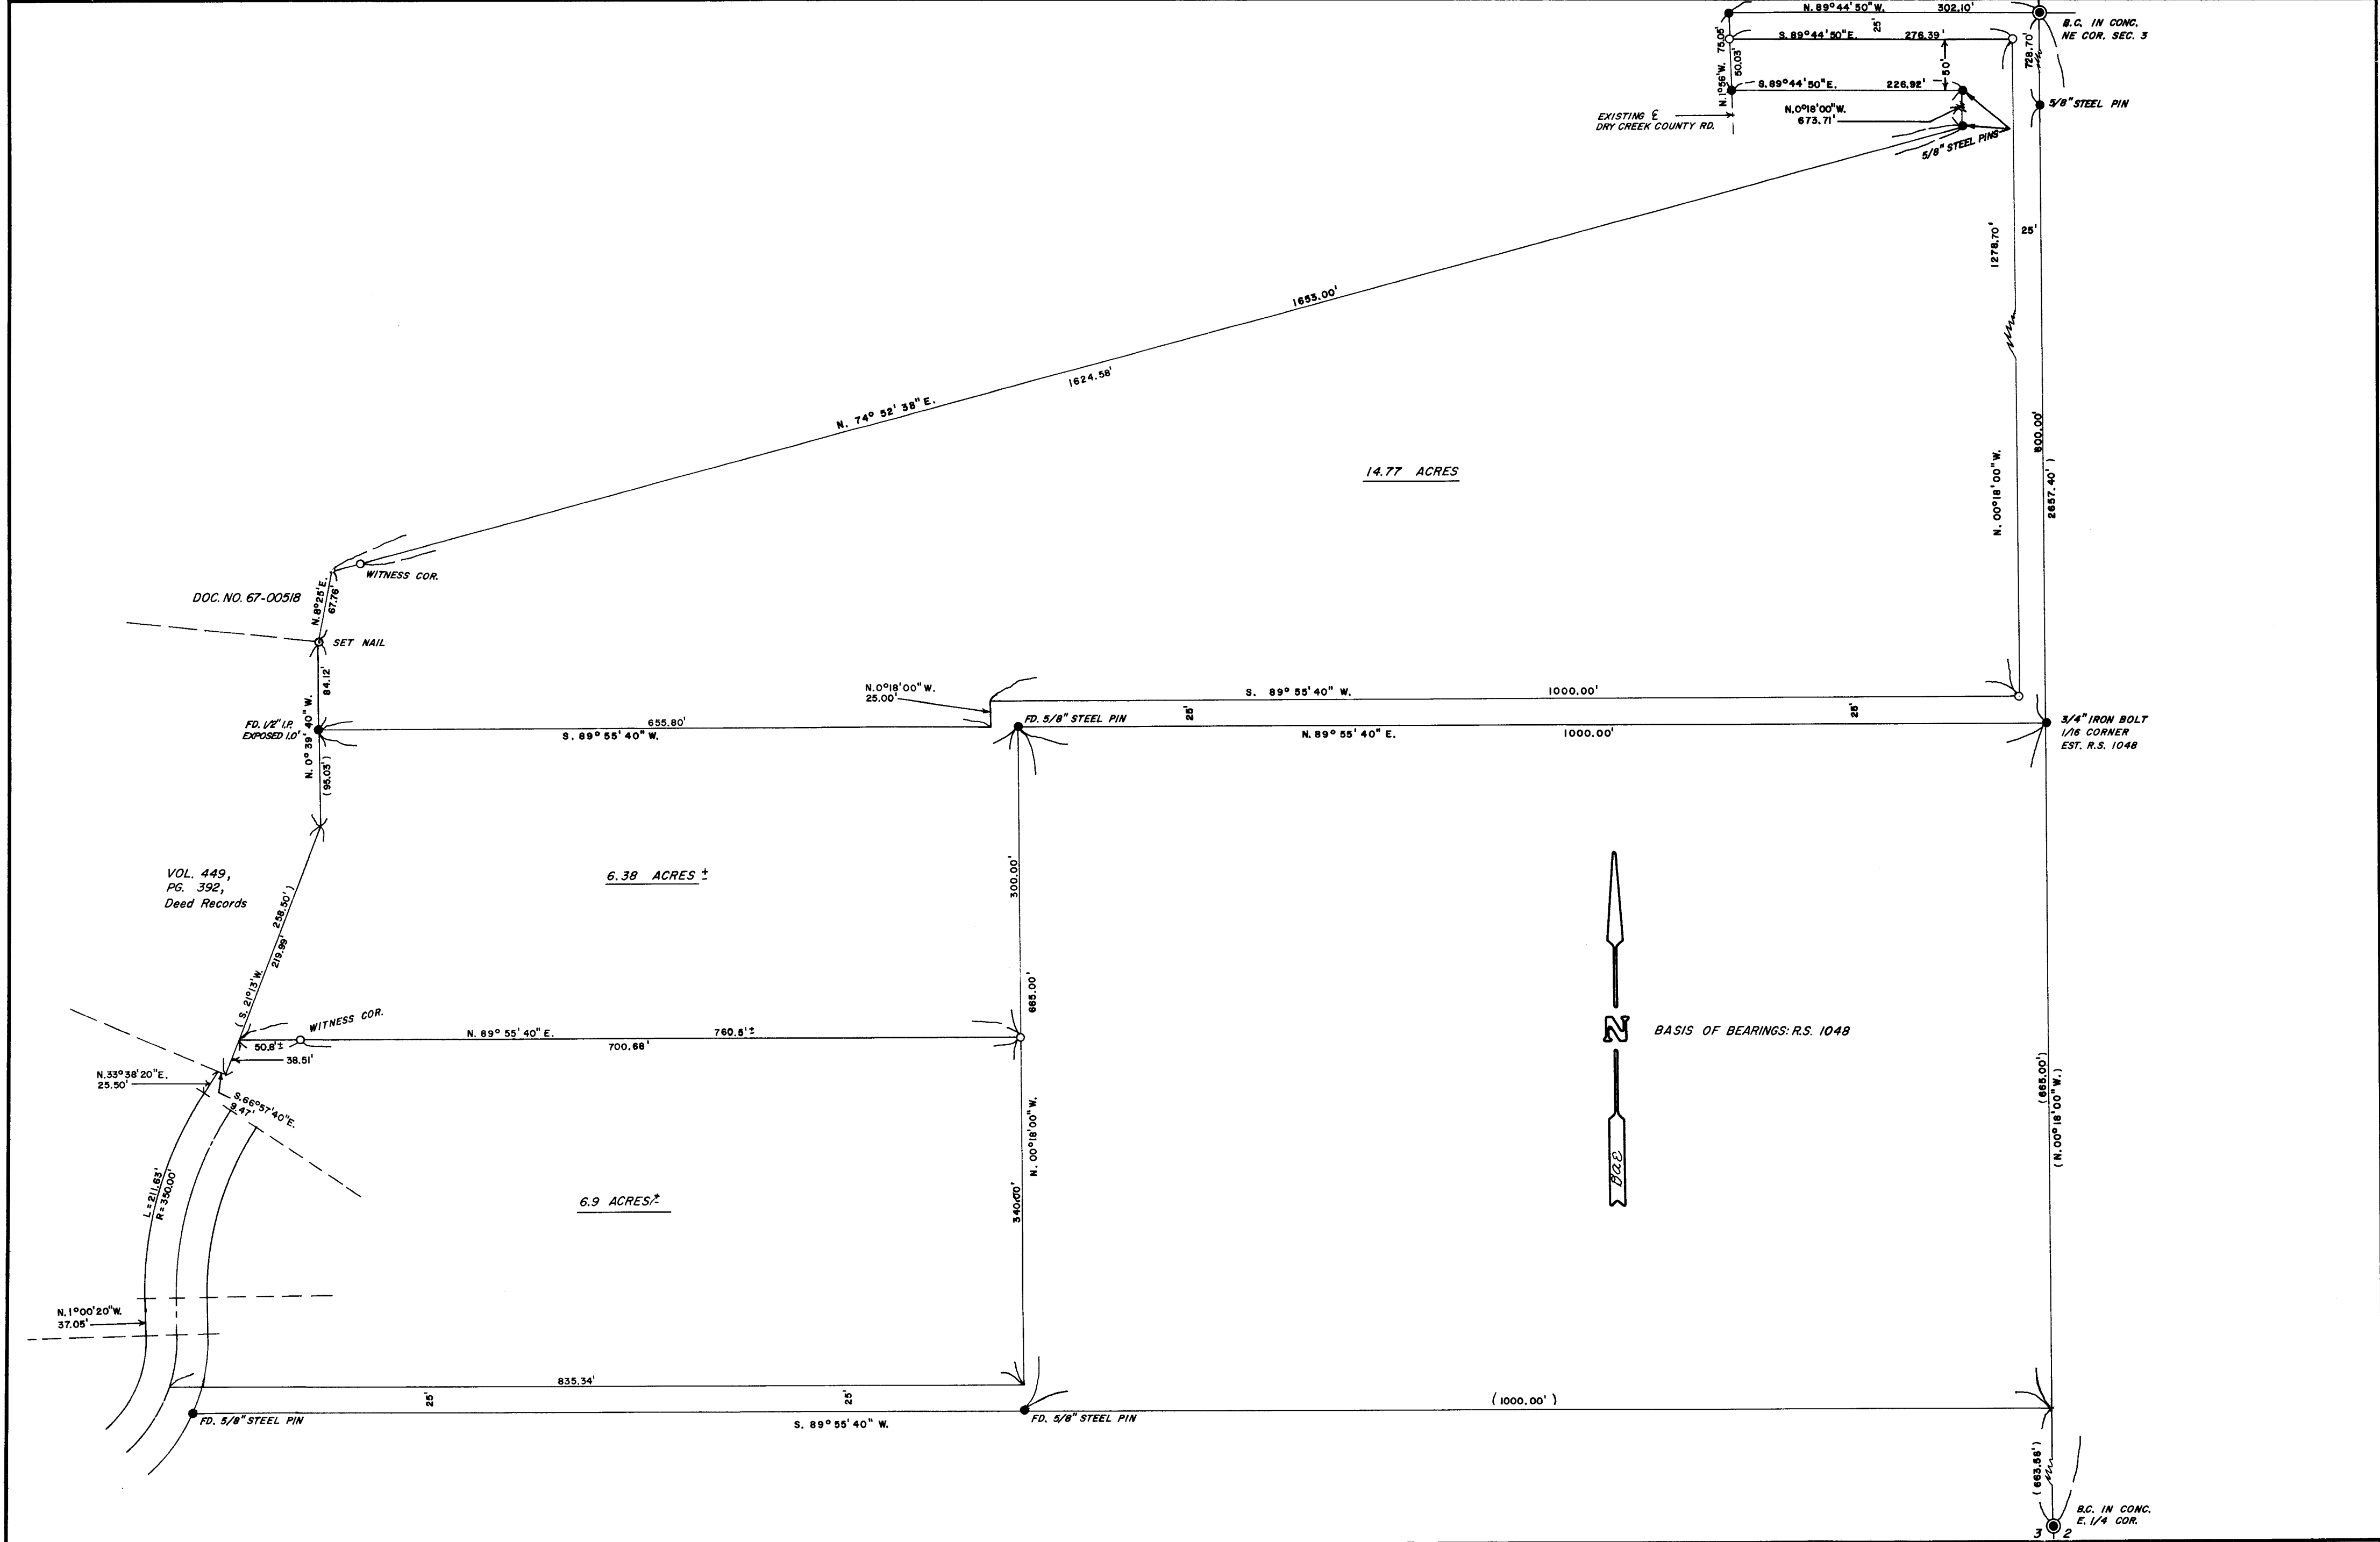 N. 89°44'50"W. 302.10'
25'
B.C. IN CONC.
NE COR. SEC. 3
S. 89°44'50"E. 276.39'
N. 1°56'W. 75.05'
50.03'
50'
728.70'
S. 89°44'50"E. 226.92'
5/8" STEEL PIN
N.0°18'00"W.
673.71'
EXISTING ℄
DRY CREEK COUNTY RD.
5/8" STEEL PINS
1278.70'
25'
1653.00'
1624.58'
N. 74° 52' 38" E.
600.00'
14.77 ACRES
N. 00°18'00"W.
2657.40' )
WITNESS COR.
DOC. NO. 67-00518
N. 8°25' E.
67.76'
SET NAIL
84.12'
N.0°18'00"W.
25.00'
S. 89° 55' 40" W. 1000.00'
25'
25'
FD. 1/2" I.P.
EXPOSED 1.0'
N. 0° 39' 40" W.
655.80'
S. 89° 55' 40" W.
FD. 5/8" STEEL PIN
N. 89° 55' 40" E. 1000.00'
3/4" IRON BOLT
1/16 CORNER
EST. R.S. 1048
( 95.03' )
VOL. 449,
PG. 392,
Deed Records
6.38 ACRES ±
300.00'
( S. 21°13' W. 258.50' )
219.99'
665.00'
WITNESS COR.
N. 89° 55' 40" E. 760.5' ±
50.8' ±
700.68'
38.51'
BASIS OF BEARINGS: R.S. 1048
N
N.33°38'20"E.
25.50'
S.66°57'40"E.
9.47'
N. 00°18'00" W.
( 665.00' )
( N.00°18'00" W. )
L = 211.63'
R = 350.00'
6.9 ACRES ±
340.00'
DAE
N. 1°00'20"W.
37.05'
835.34'
25'
25'
FD. 5/8" STEEL PIN
S. 89° 55' 40" W.
FD. 5/8" STEEL PIN
( 1000.00' )
( 663.58' )
B.C. IN CONC.
E. 1/4 COR.
3 2